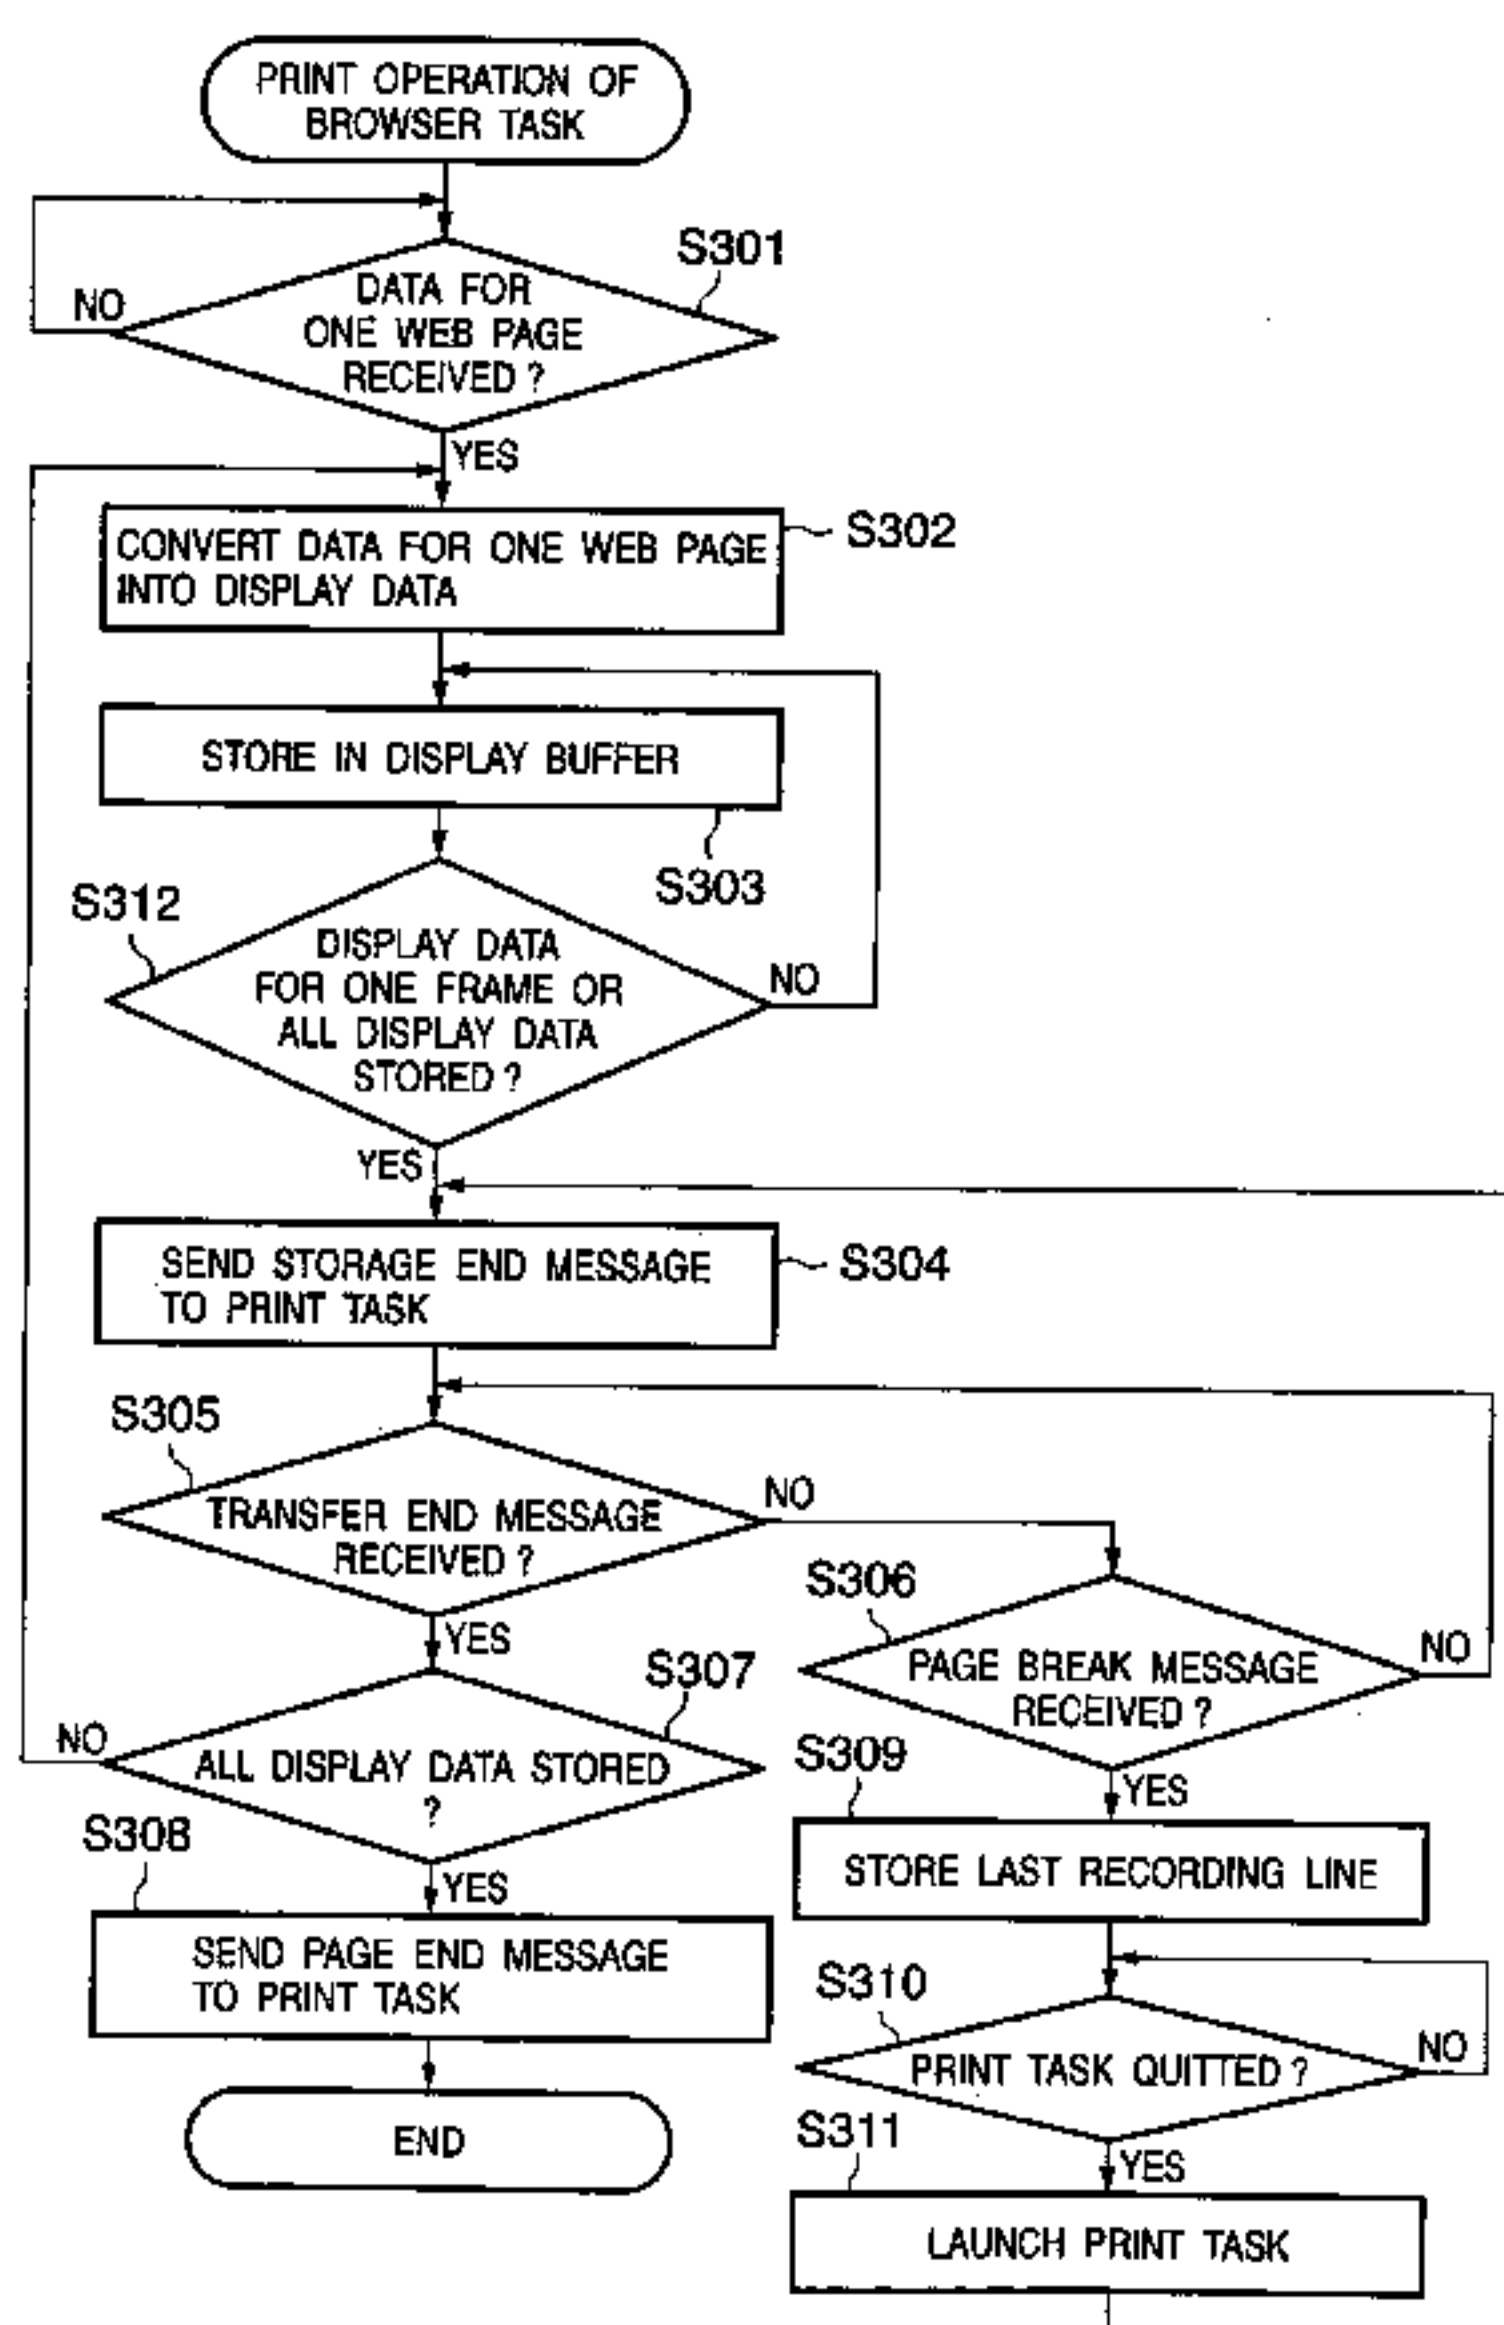 PRINT OPERATION OF
BROWSER TASK
S301
DATA FOR
ONE WEB PAGE
RECEIVED ?
NO
YES
S302
CONVERT DATA FOR ONE WEB PAGE
INTO DISPLAY DATA
STORE IN DISPLAY BUFFER
S303
S312
DISPLAY DATA
FOR ONE FRAME OR
ALL DISPLAY DATA
STORED ?
NO
YES
SEND STORAGE END MESSAGE
TO PRINT TASK
S304
S305
TRANSFER END MESSAGE
RECEIVED ?
NO
YES
S306
PAGE BREAK MESSAGE
RECEIVED ?
NO
YES
S307
ALL DISPLAY DATA STORED
?
NO
YES
S308
SEND PAGE END MESSAGE
TO PRINT TASK
END
S309
STORE LAST RECORDING LINE
S310
PRINT TASK QUITTED ?
NO
YES
S311
LAUNCH PRINT TASK